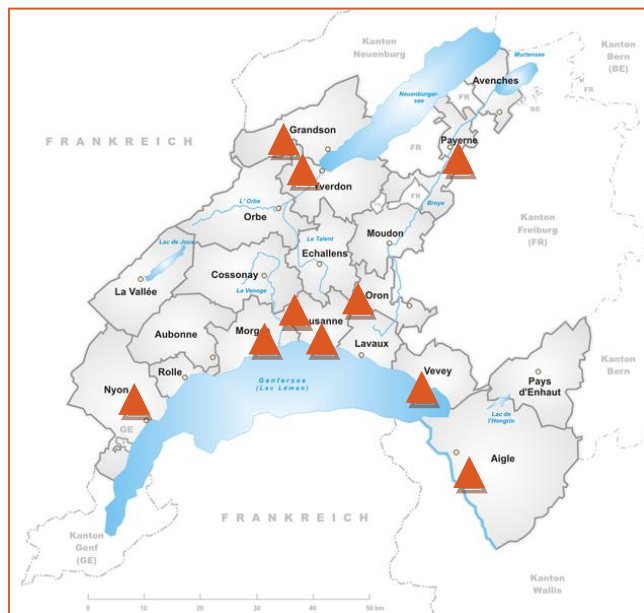 Kanton
Neuenburg
Kanton
Bern
(BE)
Murtensee
Avenches
FR
BE
FR
Neuenburger-
see
FRANKREICH
Grandson
FR
Payerne
Yverdon
FR
Broye
L' Orbe
Orbe
Kanton
Freiburg
(FR)
Lac de Joux
Le Talent
Moudon
Echallens
Cossonay
La Vallée
La Venoge
Oron
Aubonne
Lavaux
Rolle
Vevey
Kanton
Bern
Nyon
Genfersee
(Lac Léman)
Pays
d'Enhaut
Lac de
l'Hongrin
GE
Aigle
FRANKREICH
Kanton
Genf
(GE)
Kanton
Wallis
0 10 20 30 40 50 km